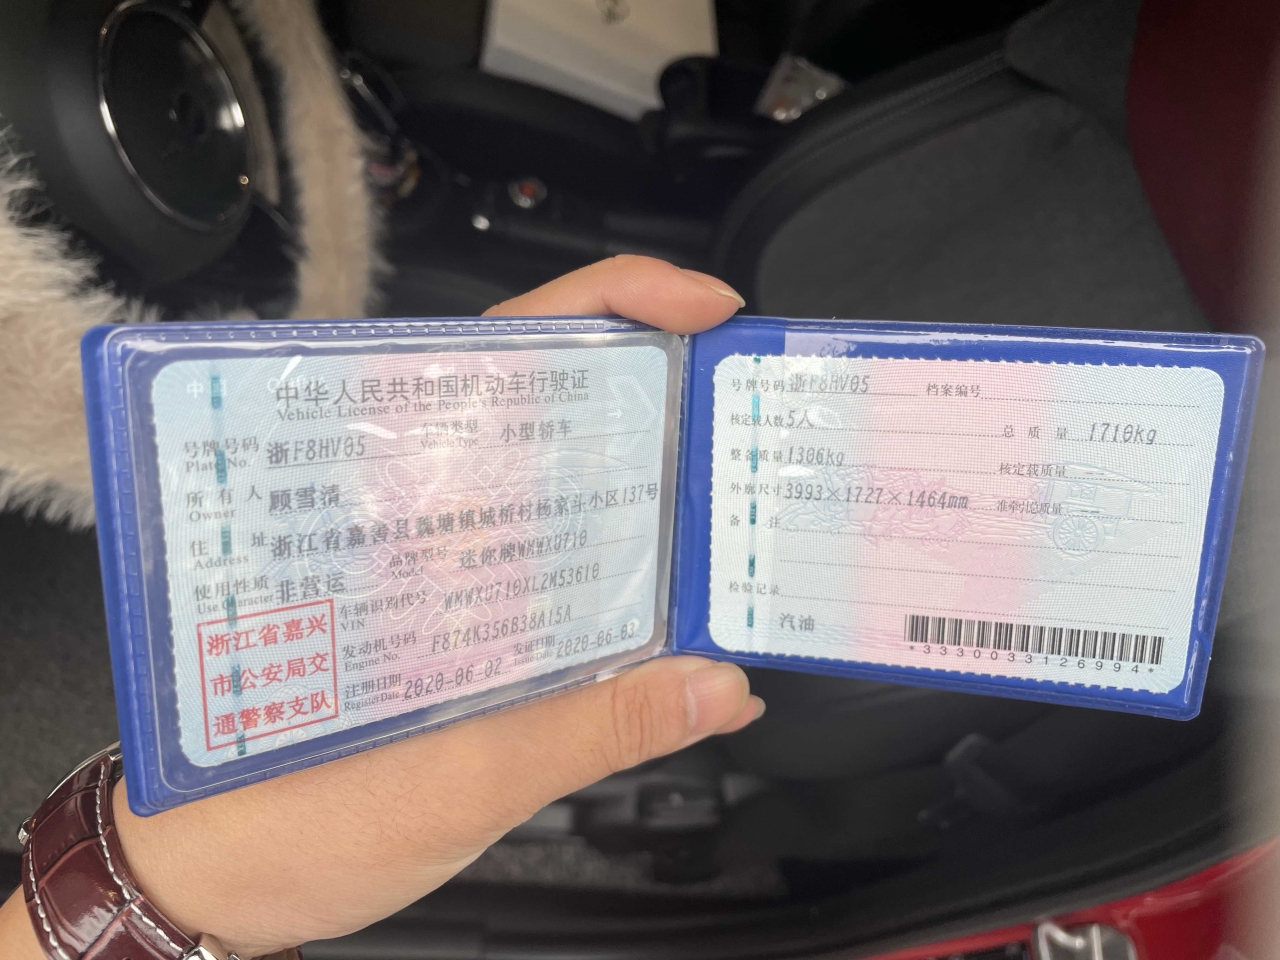 中华人民共和国机动车行驶证
Vehicle License of the People's Republic of China
号牌号码 浙F8HV05 车辆类型 小型轿车
Plate No. Vehicle Type
所有人 顾雪清
Owner
住址 浙江省嘉善县魏塘镇城桥村杨家斗小区137号
Address
使用性质 非营运 品牌型号 迷你牌WMWXU710
Use Character Model
车辆识别代号 WMWXU710XL2M53610
VIN
发动机号码 F874K356B38A15A
Engine No.
注册日期 2020-06-02 发证日期 2020-06-03
Register Date Issue Date
浙江省嘉兴
市公安局交
通警察支队
号牌号码 浙F8HV05 档案编号
核定载人数 5人 总质量 1710kg
整备质量 1306kg 核定载质量 --
外廓尺寸 3993×1727×1464mm 准牵引总质量 --
备注
检验记录
汽油
*3330033126994*